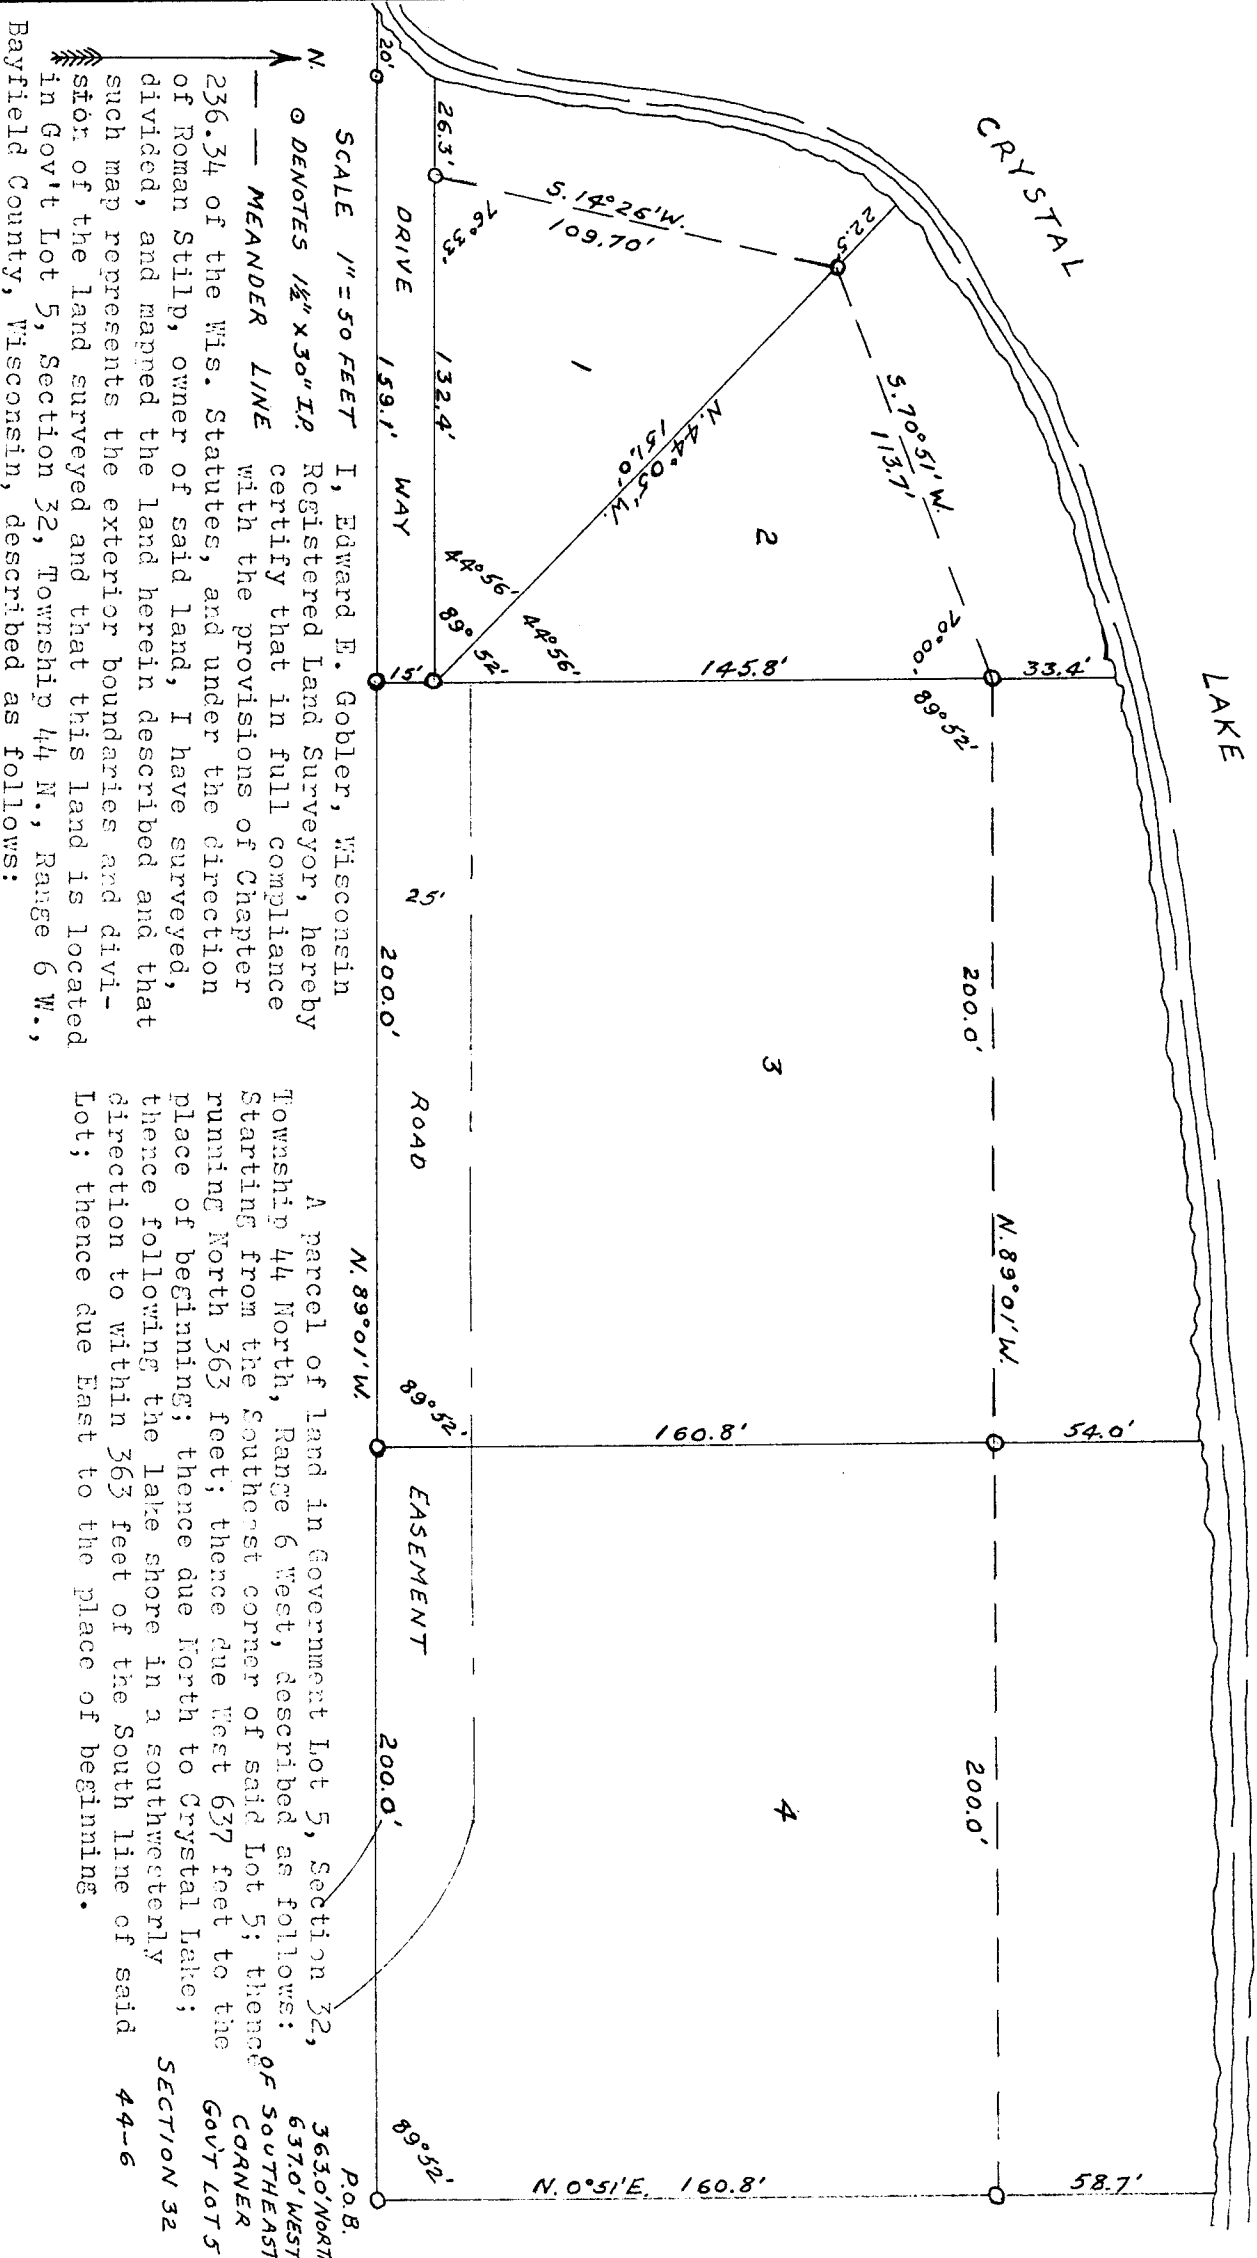 CRYSTAL
LAKE
22.5'
S. 14°26'W.
109.70'
S. 70°51'W.
113.7'
N. 44°05'W.
151.0'
1
2
3
4
33.4'
54.0'
58.7'
70°00'
89°52'
200.0'
N. 89°01'W.
200.0'
145.8'
160.8'
N. 0°51'E. 160.8'
76°33'
44°56'
44°56'
89°52'
89°52'
89°52'
20'
26.3'
132.4'
15'
25'
DRIVE WAY
ROAD EASEMENT
159.1'
200.0'
200.0'
N. 89°01'W.
N.
SCALE 1"=50 FEET
o DENOTES 1½" X 30" I.P.
— — MEANDER LINE
I, Edward E. Gobler, Wisconsin
Registered Land Surveyor, hereby
certify that in full compliance
with the provisions of Chapter
236.34 of the Wis. Statutes, and under the direction
of Roman Stilp, owner of said land, I have surveyed,
divided, and mapped the land herein described and that
such map represents the exterior boundaries and divi-
sion of the land surveyed and that this land is located
in Gov't Lot 5, Section 32, Township 44 N., Range 6 W.,
Bayfield County, Wisconsin, described as follows:
A parcel of land in Government Lot 5, Section 32,
Township 44 North, Range 6 West, described as follows:
Starting from the Southeast corner of said Lot 5; thence
running North 363 feet; thence due West 637 feet to the
place of beginning; thence due North to Crystal Lake;
thence following the lake shore in a southwesterly
direction to within 363 feet of the South line of said
Lot; thence due East to the place of beginning.
P.O.B.
363.0' NORTH
637.0' WEST
OF SOUTHEAST
CORNER
GOV'T LOT 5
SECTION 32
44-6